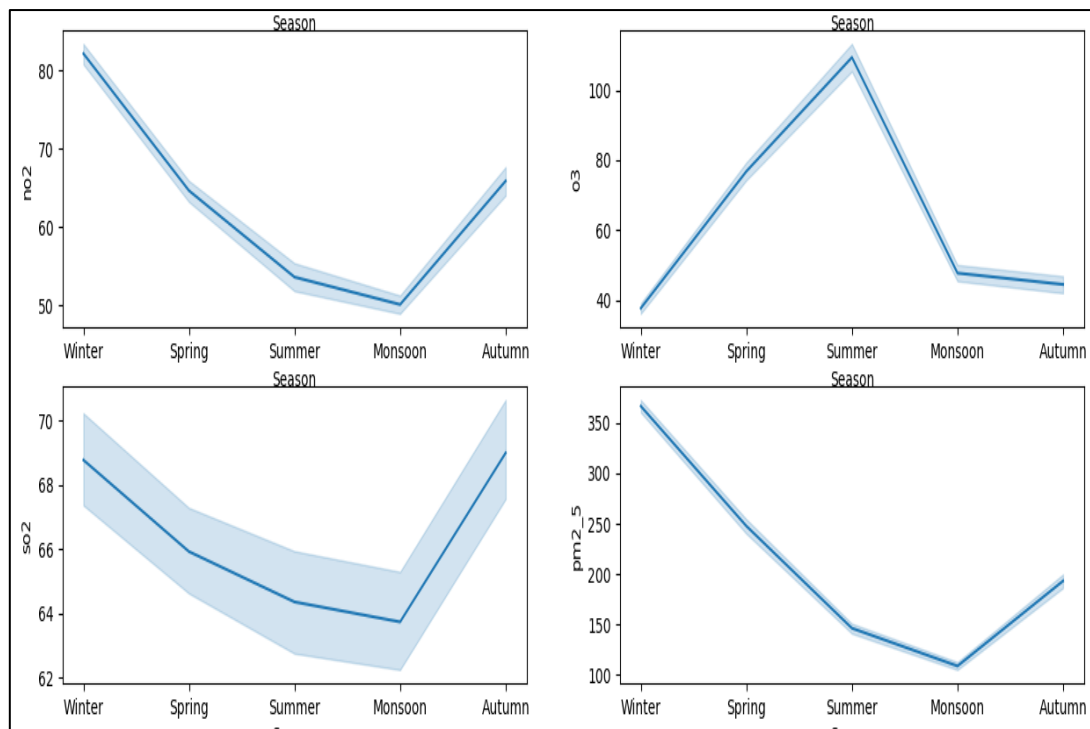 Season
Season
no2
80
70
60
50
Winter Spring Summer Monsoon Autumn
o3
100
80
60
40
Winter Spring Summer Monsoon Autumn
Season
Season
so2
70
68
66
64
62
Winter Spring Summer Monsoon Autumn
pm2_5
350
300
250
200
150
100
Winter Spring Summer Monsoon Autumn